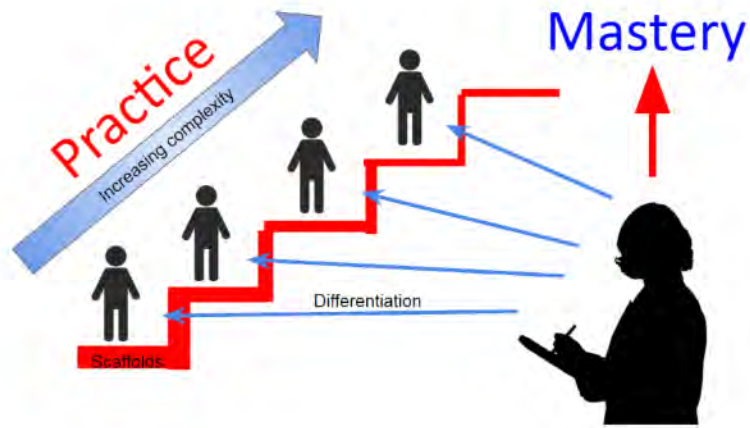 Mastery
Practice
Increasing complexity
Differentiation
Scaffolds